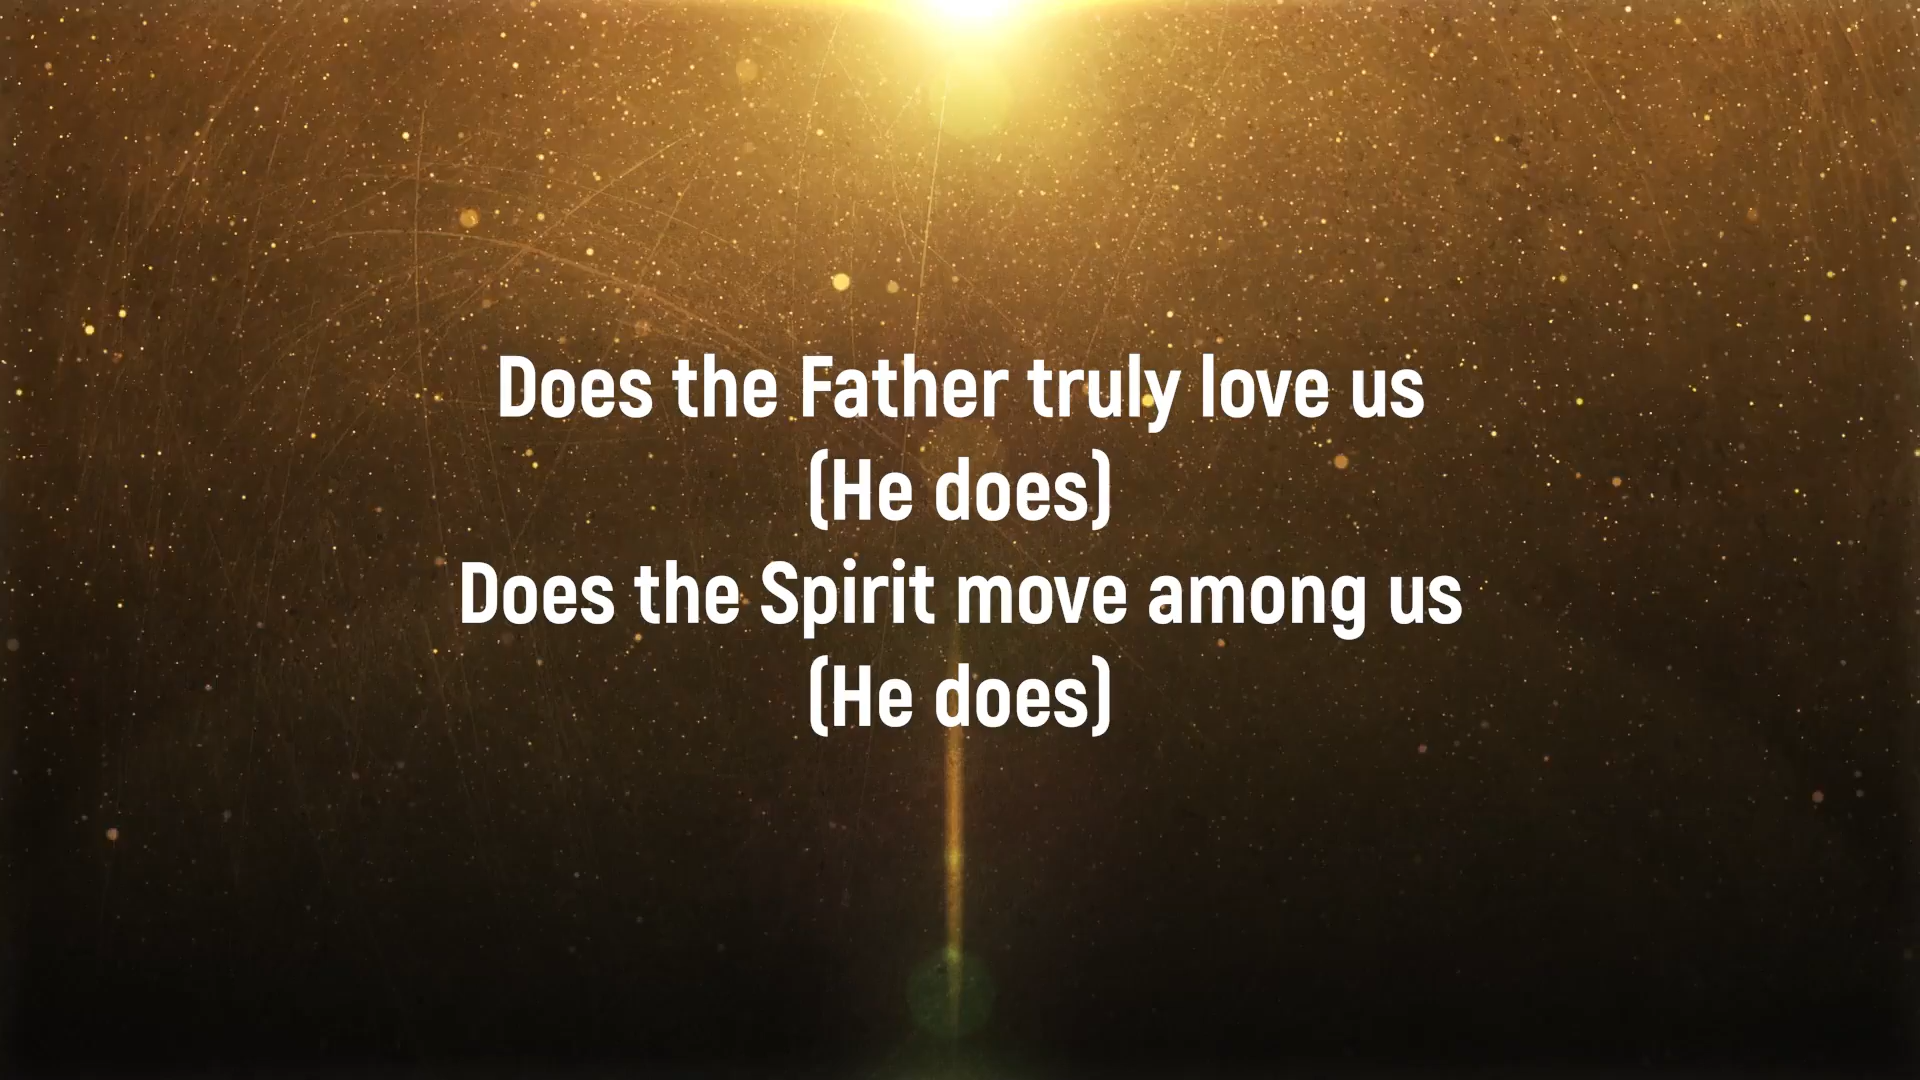 Does the Father truly love us
(He does)
Does the Spirit move among us
(He does)